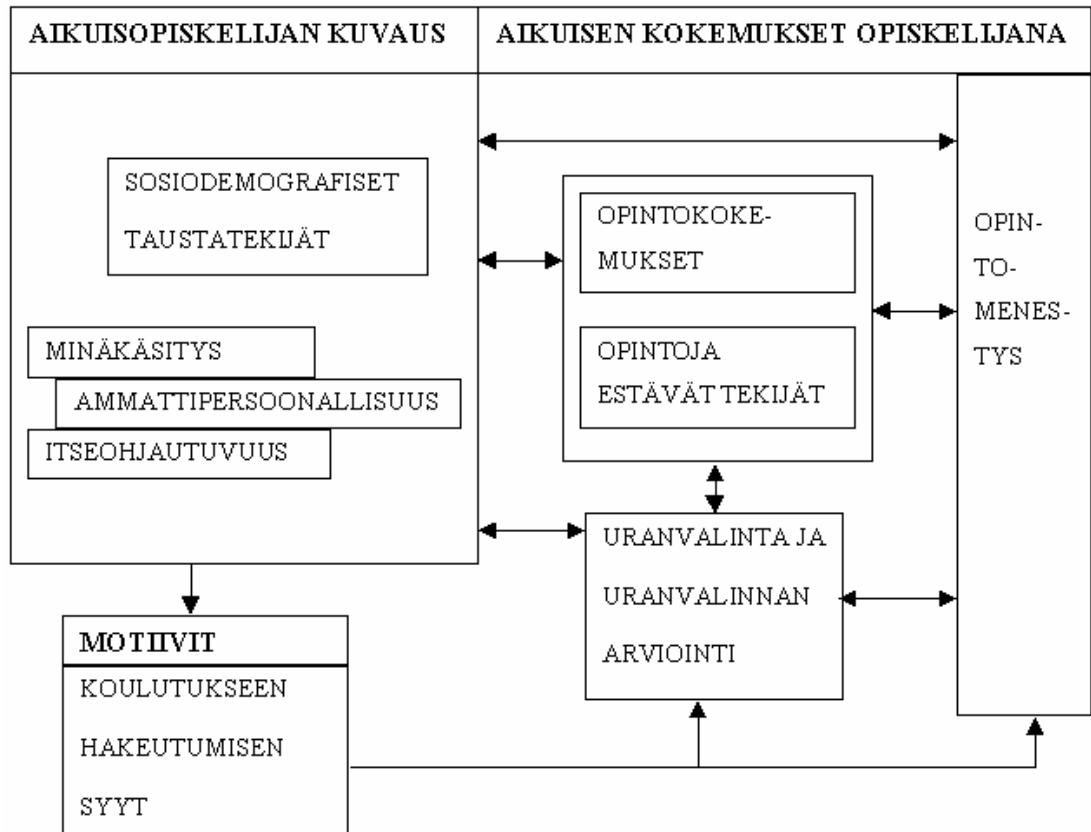 AIKUISOPISKELIJAN KUVAUS
AIKUISEN KOKEMUKSET OPISKELIJANA
SOSIODEMOGRAFISET
TAUSTATEKIJÄT
MINÄKÄSITYS
AMMATTIPERSOONALLISUUS
ITSEOHJAUTUVUUS
OPINTOKOKE-
MUKSET
OPINTOJA
ESTÄVÄT TEKIJÄT
OPIN-
TO-
MENES-
TYS
URANVALINTA JA
URANVALINNAN
ARVIOINTI
MOTIIVIT
KOULUTUKSEEN
HAKEUTUMISEN
SYYT